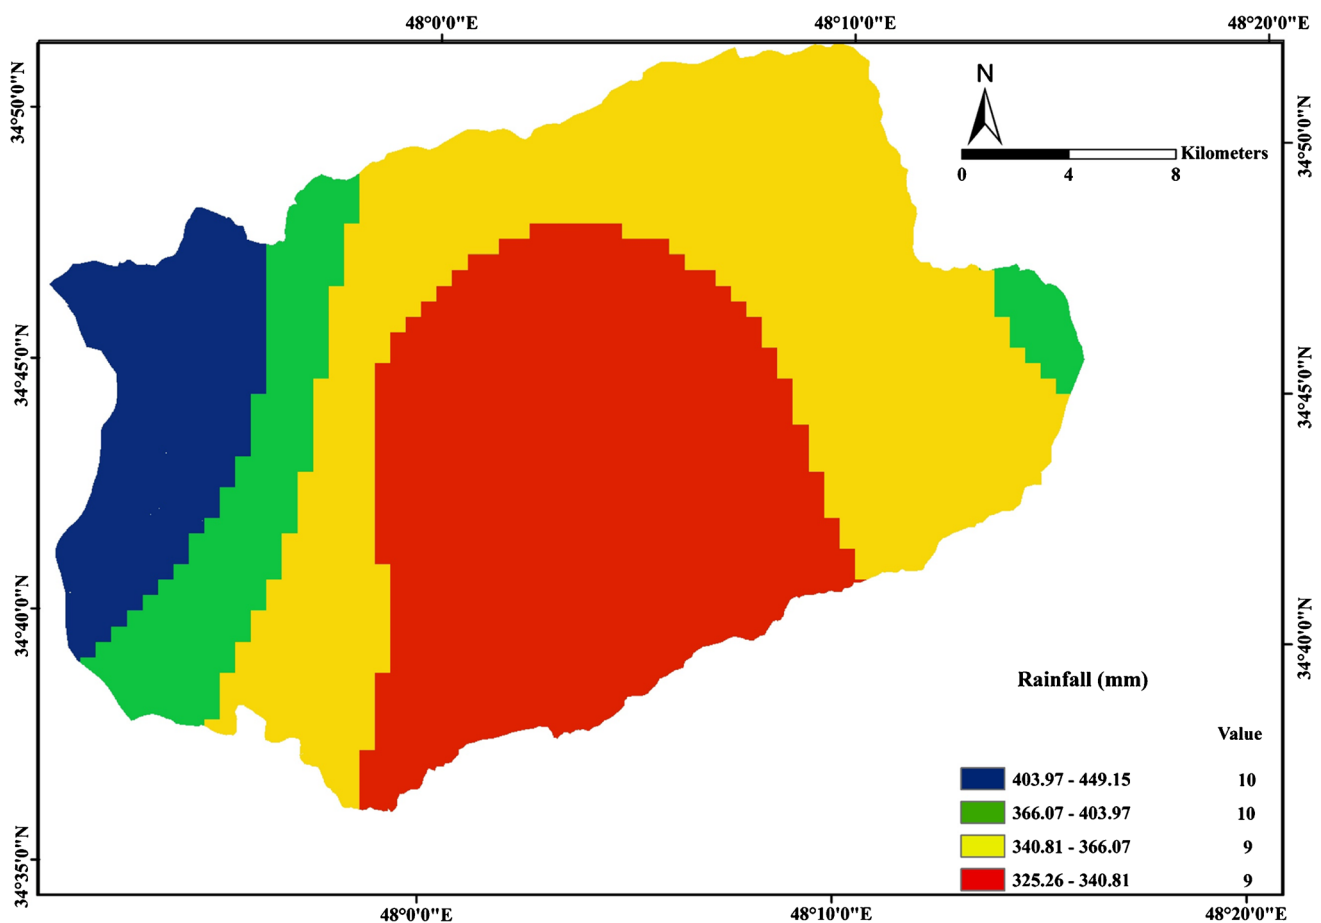 48°0'0"E 48°10'0"E 48°20'0"E
N
Kilometers
0 4 8
34°50'0"N
34°45'0"N
34°40'0"N
34°35'0"N
34°50'0"N
34°45'0"N
34°40'0"N
Rainfall (mm)
Value
403.97 - 449.15 10
366.07 - 403.97 10
340.81 - 366.07 9
325.26 - 340.81 9
48°0'0"E 48°10'0"E 48°20'0"E